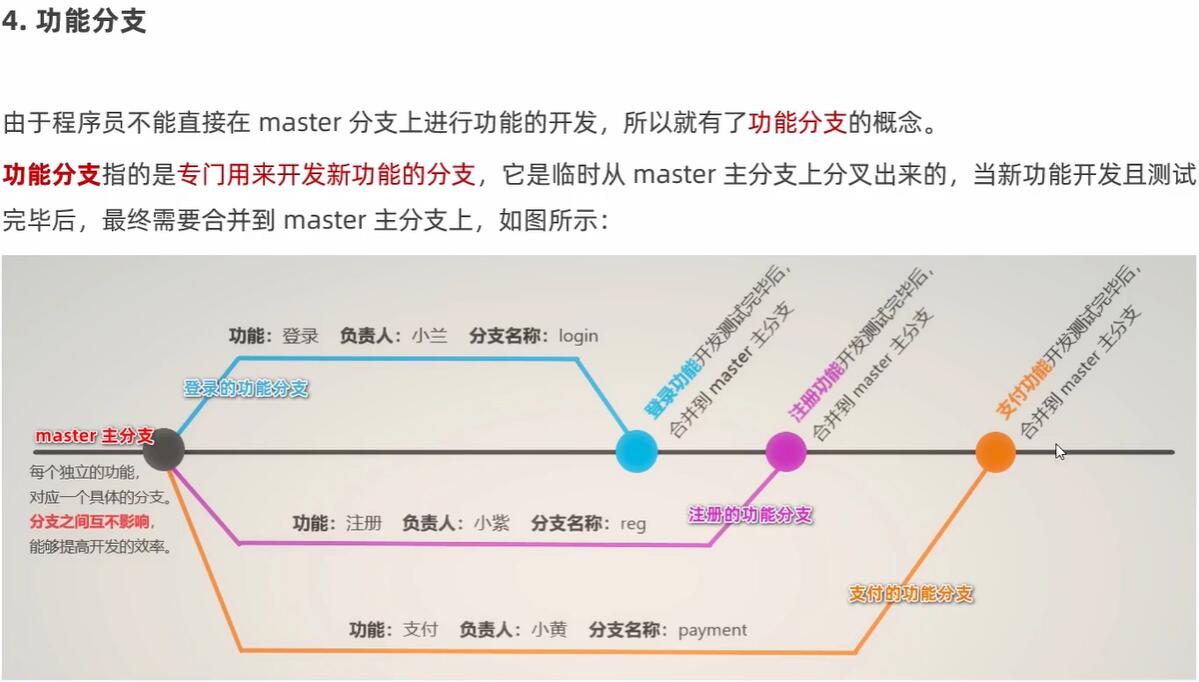 4. 功能分支
由于程序员不能直接在 master 分支上进行功能的开发，所以就有了功能分支的概念。
功能分支指的是专门用来开发新功能的分支，它是临时从 master 主分支上分叉出来的，当新功能开发且测试
完毕后，最终需要合并到 master 主分支上，如图所示：
功能：登录 负责人：小兰 分支名称：login
登录的功能分支
登录功能开发测试完毕后，
合并到 master 主分支
注册功能开发测试完毕后，
合并到 master 主分支
支付功能开发测试完毕后，
合并到 master 主分支
master 主分支
每个独立的功能，
对应一个具体的分支。
分支之间互不影响，
能够提高开发的效率。
功能：注册 负责人：小紫 分支名称：reg
注册的功能分支
支付的功能分支
功能：支付 负责人：小黄 分支名称：payment